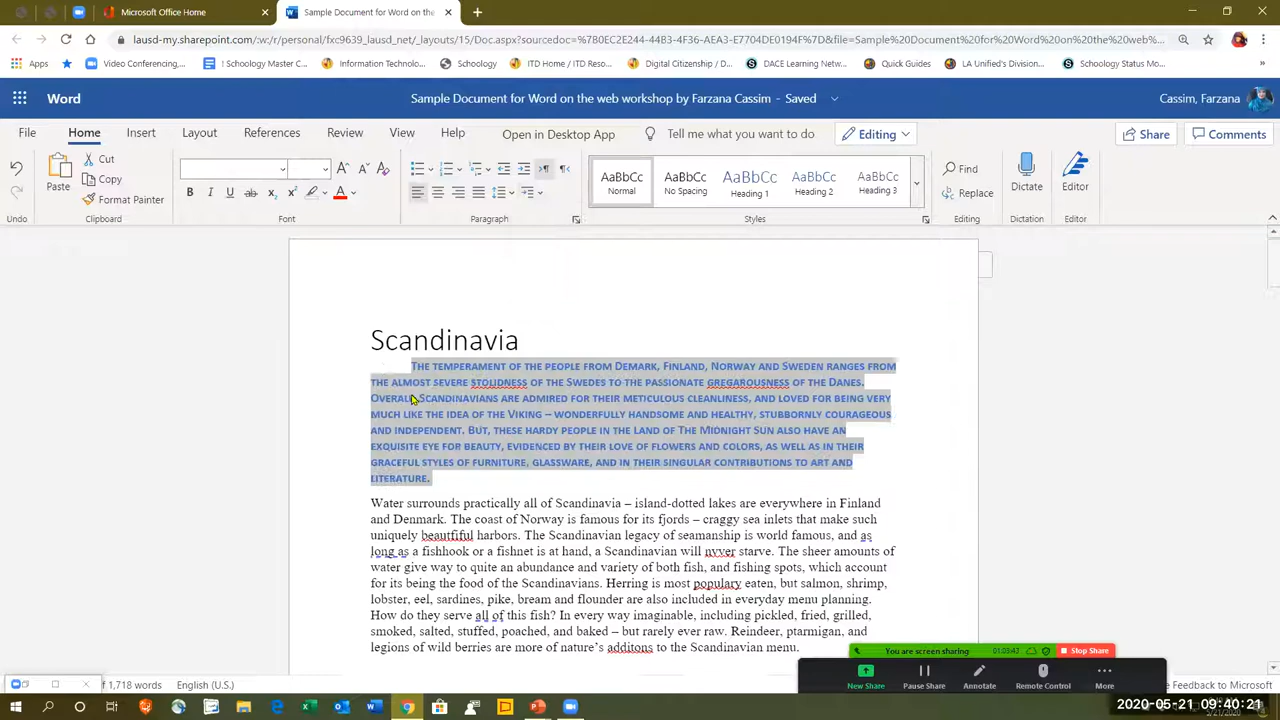 Microsoft Office Home
Sample Document for Word on the
lausd-my.sharepoint.com/:w:/r/personal/fxc9639_lausd_net/_layouts/15/Doc.aspx?sourcedoc=%780EC2E244-44B3-4F36-AEA3-E7704DE0194F%7D&file=Sample%20Document%20for%20Word%20on%20the%20web%...
Apps
Video Conferencing,...
! Schoology Master C...
Information Technolo...
Schoology
ITD Home / ITD Reso...
Digital Citizenship / D...
DACE Learning Netw...
Quick Guides
LA Unified's Division...
Schoology Status Mo...
Word
Sample Document for Word on the web workshop by Farzana Cassim - Saved
Cassim, Farzana
File Home Insert Layout References Review View Help Open in Desktop App Tell me what you want to do Editing Share Comments
Paste Cut Copy Format Painter
AaBbCc AaBbCc AaBbCc AaBbCc AaBbCc
Normal No Spacing Heading 1 Heading 2 Heading 3
Find Replace Dictate Editor
Undo Clipboard Font Paragraph Styles Editing Dictation Editor
Scandinavia
THE TEMPERAMENT OF THE PEOPLE FROM DEMARK, FINLAND, NORWAY AND SWEDEN RANGES FROM
THE ALMOST SEVERE STOLIDNESS OF THE SWEDES TO THE PASSIONATE GREGAROUSNESS OF THE DANES.
OVERALL SCANDINAVIANS ARE ADMIRED FOR THEIR METICULOUS CLEANLINESS, AND LOVED FOR BEING VERY
MUCH LIKE THE IDEA OF THE VIKING – WONDERFULLY HANDSOME AND HEALTHY, STUBBORNLY COURAGEOUS
AND INDEPENDENT. BUT, THESE HARDY PEOPLE IN THE LAND OF THE MIDNIGHT SUN ALSO HAVE AN
EXQUISITE EYE FOR BEAUTY, EVIDENCED BY THEIR LOVE OF FLOWERS AND COLORS, AS WELL AS IN THEIR
GRACEFUL STYLES OF FURNITURE, GLASSWARE, AND IN THEIR SINGULAR CONTRIBUTIONS TO ART AND
LITERATURE.
Water surrounds practically all of Scandinavia – island-dotted lakes are everywhere in Finland
and Denmark. The coast of Norway is famous for its fjords – craggy sea inlets that make such
uniquely beautfiful harbors. The Scandinavian legacy of seamanship is world famous, and as
long as a fishhook or a fishnet is at hand, a Scandinavian will nyver starve. The sheer amounts of
water give way to quite an abundance and variety of both fish, and fishing spots, which account
for its being the food of the Scandinavians. Herring is most populary eaten, but salmon, shrimp,
lobster, eel, sardines, pike, bream and flounder are also included in everyday menu planning.
How do they serve all of this fish? In every way imaginable, including pickled, fried, grilled,
smoked, salted, stuffed, poached, and baked – but rarely ever raw. Reindeer, ptarmigan, and
legions of wild berries are more of nature's additons to the Scandinavian menu.
You are screen sharing 01:03:43 Stop Share
New Share Pause Share Annotate Remote Control More
of 1,718 words English (U.S.)
Feedback to Microsoft
2020-05-21 09:40:21